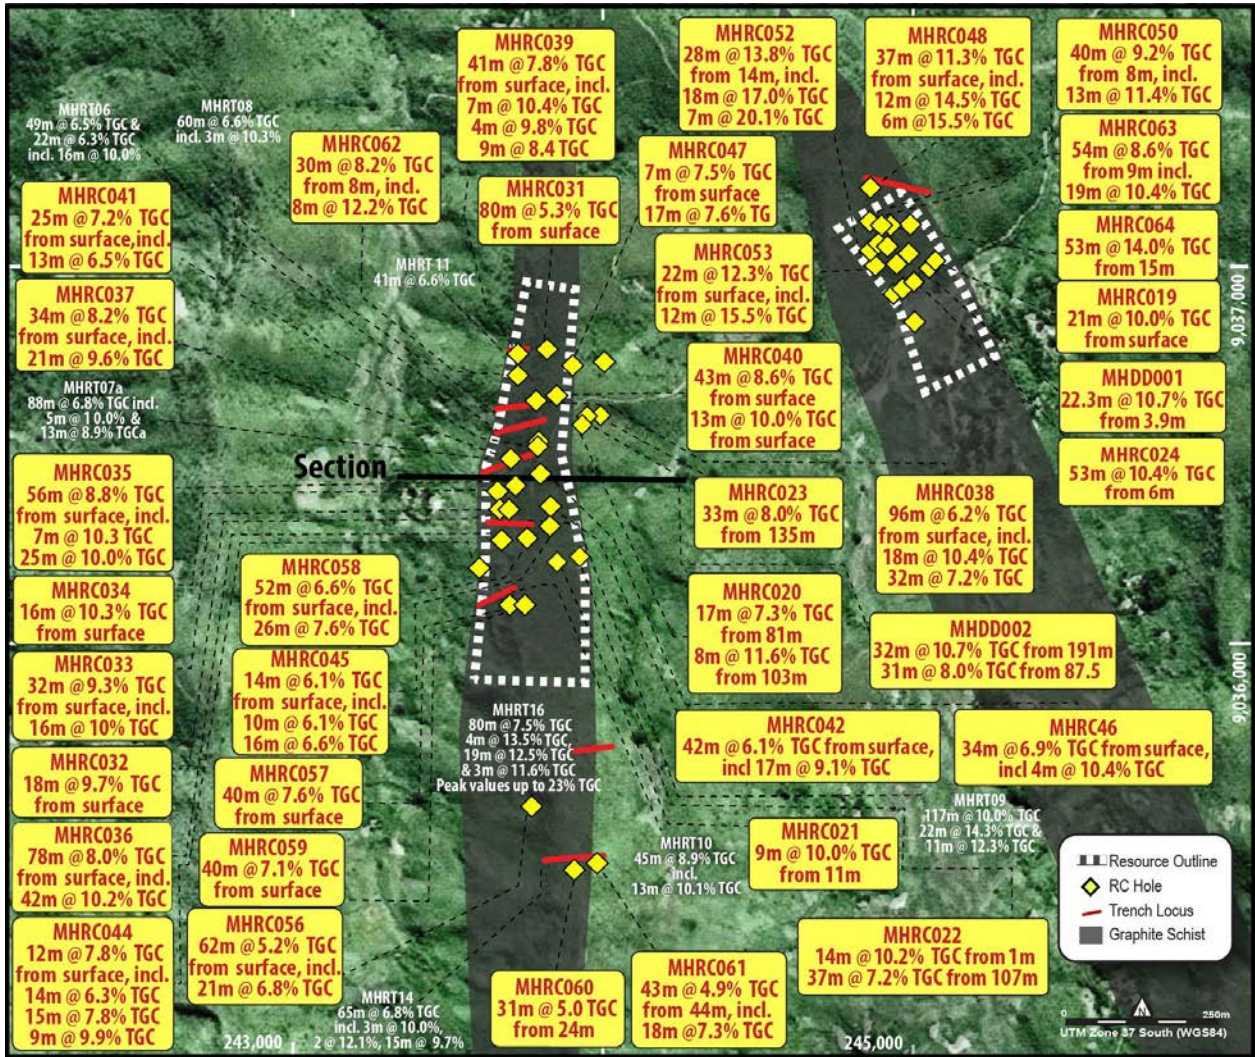 MHRC039
41m @ 7.8% TGC
from surface, incl.
7m @ 10.4% TGC
4m @ 9.8% TGC
9m @ 8.4 TGC
MHRC052
28m @ 13.8% TGC
from 14m, incl.
18m @ 17.0% TGC
7m @ 20.1% TGC
MHRC048
37m @ 11.3% TGC
from surface, incl.
12m @ 14.5% TGC
6m @15.5% TGC
MHRC050
40m @ 9.2% TGC
from 8m, incl.
13m @ 11.4% TGC
MHRT06
49m @ 6.5% TGC &
22m @ 6.3% TGC
incl. 16m @ 10.0%
MHRT08
60m @ 6.6% TGC
incl. 3m @ 10.3%
MHRC062
30m @ 8.2% TGC
from 8m, incl.
8m @ 12.2% TGC
MHRC047
7m @ 7.5% TGC
from surface
17m @ 7.6% TG
MHRC063
54m @ 8.6% TGC
from 9m incl.
19m @ 10.4% TGC
MHRC041
25m @ 7.2% TGC
from surface,incl.
13m @ 6.5% TGC
MHRC031
80m @ 5.3% TGC
from surface
MHRC064
53m @ 14.0% TGC
from 15m
MHRT 11
41m @ 6.6% TGC
MHRC053
22m @ 12.3% TGC
from surface, incl.
12m @ 15.5% TGC
MHRC037
34m @ 8.2% TGC
from surface, incl.
21m @ 9.6% TGC
MHRC019
21m @ 10.0% TGC
from surface
9,037,000
MHRC040
43m @ 8.6% TGC
from surface
13m @ 10.0% TGC
from surface
MHRT07a
88m @ 6.8% TGC incl.
5m @ 1 0.0% &
13m @ 8.9% TGCa
MHDD001
22.3m @ 10.7% TGC
from 3.9m
MHRC024
53m @ 10.4% TGC
from 6m
Section
MHRC035
56m @ 8.8% TGC
from surface, incl.
7m @ 10.3 TGC
25m @ 10.0% TGC
MHRC023
33m @ 8.0% TGC
from 135m
MHRC038
96m @ 6.2% TGC
from surface, incl.
18m @ 10.4% TGC
32m @ 7.2% TGC
MHRC058
52m @ 6.6% TGC
from surface, incl.
26m @ 7.6% TGC
MHRC034
16m @ 10.3% TGC
from surface
MHRC020
17m @ 7.3% TGC
from 81m
8m @ 11.6% TGC
from 103m
MHDD002
32m @ 10.7% TGC from 191m
31m @ 8.0% TGC from 87.5
MHRC033
32m @ 9.3% TGC
from surface, incl.
16m @ 10% TGC
MHRC045
14m @ 6.1% TGC
from surface, incl.
10m @ 6.1% TGC
16m @ 6.6% TGC
9,036,000
MHRT16
80m @ 7.5% TGC
4m @ 13.5% TGC,
19m @ 12.5% TGC
& 3m @ 11.6% TGC
Peak values up to 23% TGC
MHRC042
42m @ 6.1% TGC from surface,
incl 17m @ 9.1% TGC
MHRC46
34m @ 6.9% TGC from surface,
incl 4m @ 10.4% TGC
MHRC032
18m @ 9.7% TGC
from surface
MHRC057
40m @ 7.6% TGC
from surface
MHRT09
117m @ 10.0% TGC
22m @ 14.3% TGC &
11m @ 12.3% TGC
MHRC036
78m @ 8.0% TGC
from surface, incl.
42m @ 10.2% TGC
MHRC059
40m @ 7.1% TGC
from surface
MHRT10
45m @ 8.9% TGC
incl.
13m @ 10.1% TGC
MHRC021
9m @ 10.0% TGC
from 11m
Resource Outline
RC Hole
Trench Locus
Graphite Schist
MHRC044
12m @ 7.8% TGC
from surface, incl.
14m @ 6.3% TGC
15m @ 7.8% TGC
9m @ 9.9% TGC
MHRC056
62m @ 5.2% TGC
from surface, incl.
21m @ 6.8% TGC
MHRC022
14m @ 10.2% TGC from 1m
37m @ 7.2% TGC from 107m
MHRC060
31m @ 5.0 TGC
from 24m
MHRC061
43m @ 4.9% TGC
from 44m, incl.
18m @7.3% TGC
MHRT14
65m @ 6.8% TGC
incl. 3m @ 10.0%,
2 @ 12.1%, 15m @ 9.7%
N
0 250m
UTM Zone 37 South (WGS84)
243,000
245,000